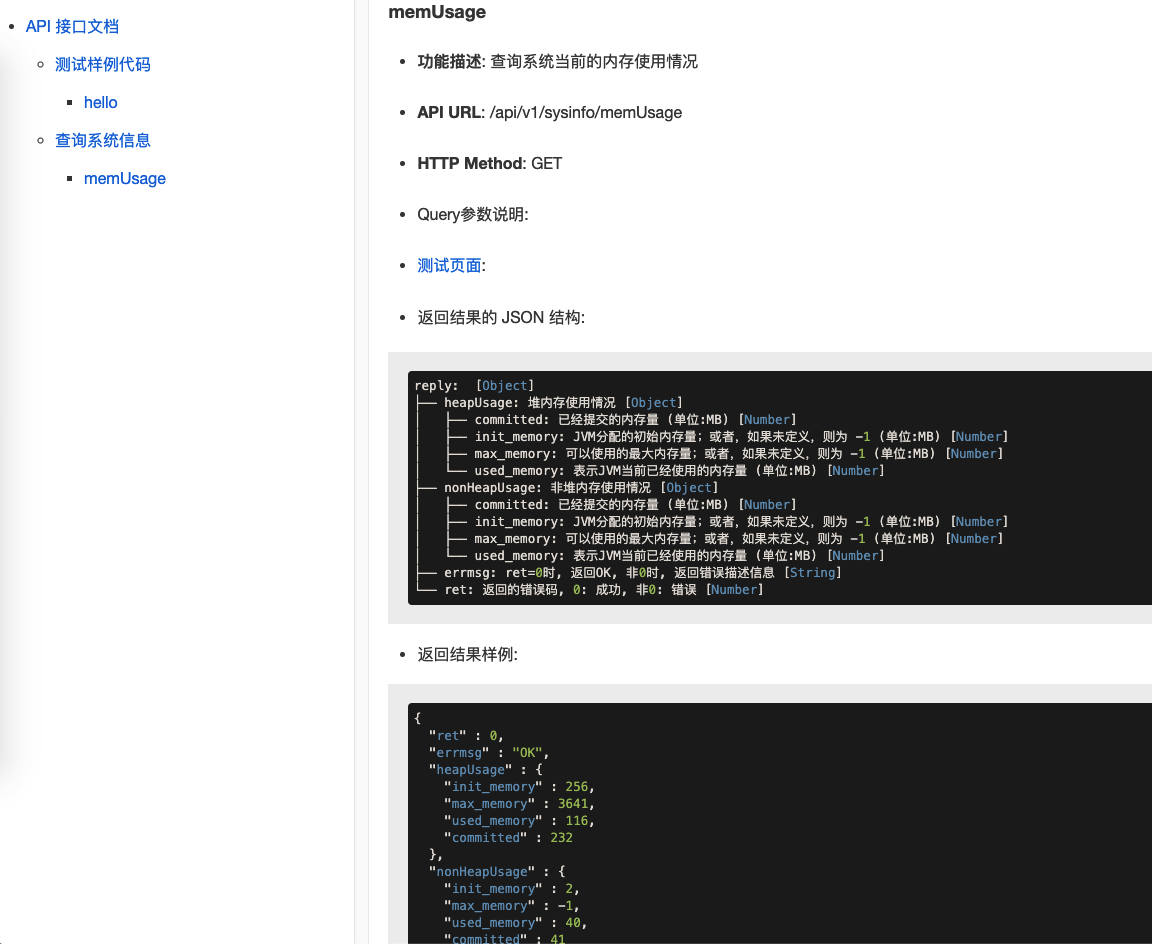 API 接口文档
测试样例代码
hello
查询系统信息
memUsage
memUsage
功能描述: 查询系统当前的内存使用情况
API URL: /api/v1/sysinfo/memUsage
HTTP Method: GET
Query参数说明:
测试页面:
返回结果的 JSON 结构:
reply:  [Object]
├── heapUsage: 堆内存使用情况 [Object]
│   ├── committed: 已经提交的内存量 (单位:MB) [Number]
│   ├── init_memory: JVM分配的初始内存量；或者，如果未定义，则为 -1 (单位:MB) [Number]
│   ├── max_memory: 可以使用的最大内存量；或者，如果未定义，则为 -1 (单位:MB) [Number]
│   └── used_memory: 表示JVM当前已经使用的内存量 (单位:MB) [Number]
├── nonHeapUsage: 非堆内存使用情况 [Object]
│   ├── committed: 已经提交的内存量 (单位:MB) [Number]
│   ├── init_memory: JVM分配的初始内存量；或者，如果未定义，则为 -1 (单位:MB) [Number]
│   ├── max_memory: 可以使用的最大内存量；或者，如果未定义，则为 -1 (单位:MB) [Number]
│   └── used_memory: 表示JVM当前已经使用的内存量 (单位:MB) [Number]
├── errmsg: ret=0时, 返回OK, 非0时, 返回错误描述信息 [String]
└── ret: 返回的错误码, 0: 成功, 非0: 错误 [Number]
返回结果样例:
{
  "ret" : 0,
  "errmsg" : "OK",
  "heapUsage" : {
    "init_memory" : 256,
    "max_memory" : 3641,
    "used_memory" : 116,
    "committed" : 232
  },
  "nonHeapUsage" : {
    "init_memory" : 2,
    "max_memory" : -1,
    "used_memory" : 40,
    "committed" : 41